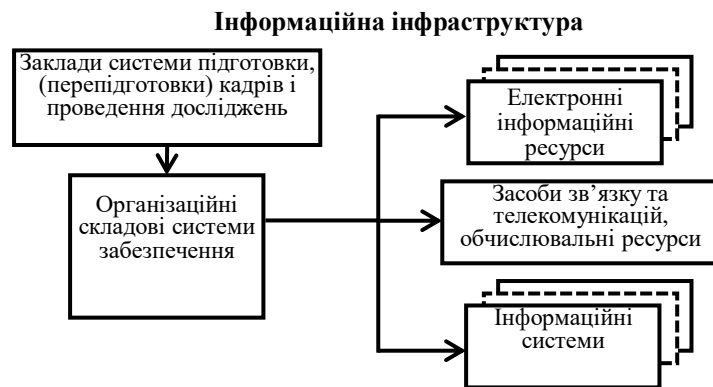 Інформаційна інфраструктура
Заклади системи підготовки,
(перепідготовки) кадрів і
проведення досліджень
Організаційні
складові системи
забезпечення
Електронні
інформаційні
ресурси
Засоби зв’язку та
телекомунікацій,
обчислювальні ресурси
Інформаційні
системи